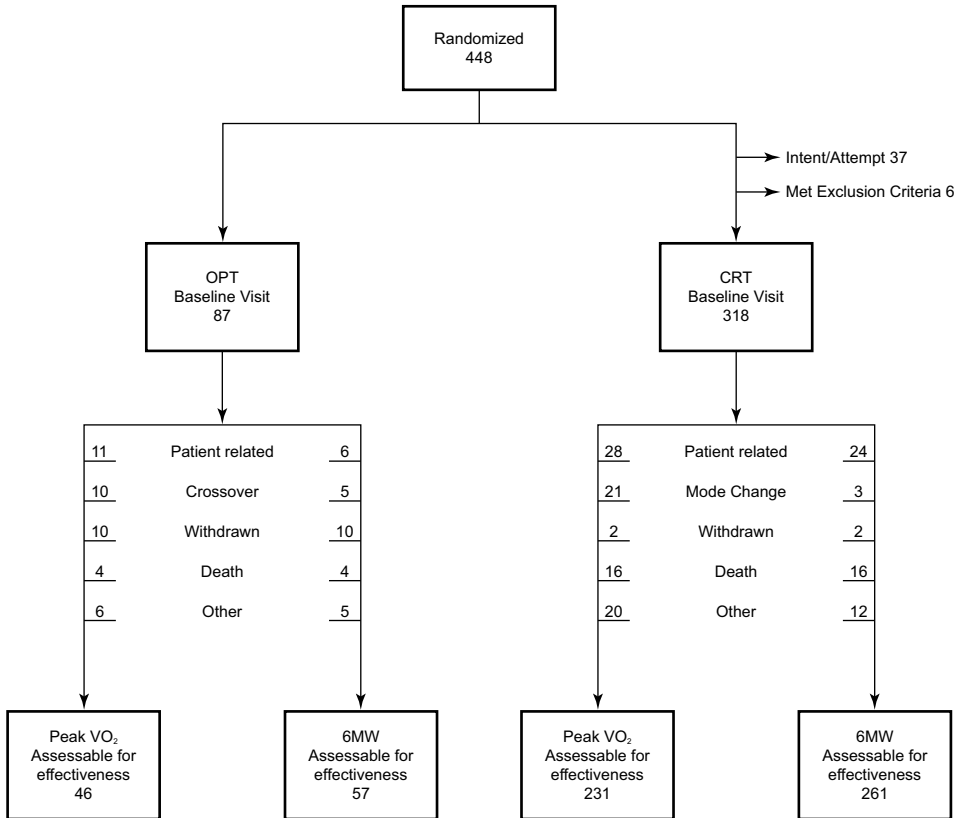 Randomized
448
Intent/Attempt 37
Met Exclusion Criteria 6
OPT
Baseline Visit
87
CRT
Baseline Visit
318
11 Patient related 6
10 Crossover 5
10 Withdrawn 10
4 Death 4
6 Other 5
28 Patient related 24
21 Mode Change 3
2 Withdrawn 2
16 Death 16
20 Other 12
Peak VO₂
Assessable for
effectiveness
46
6MW
Assessable for
effectiveness
57
Peak VO₂
Assessable for
effectiveness
231
6MW
Assessable for
effectiveness
261